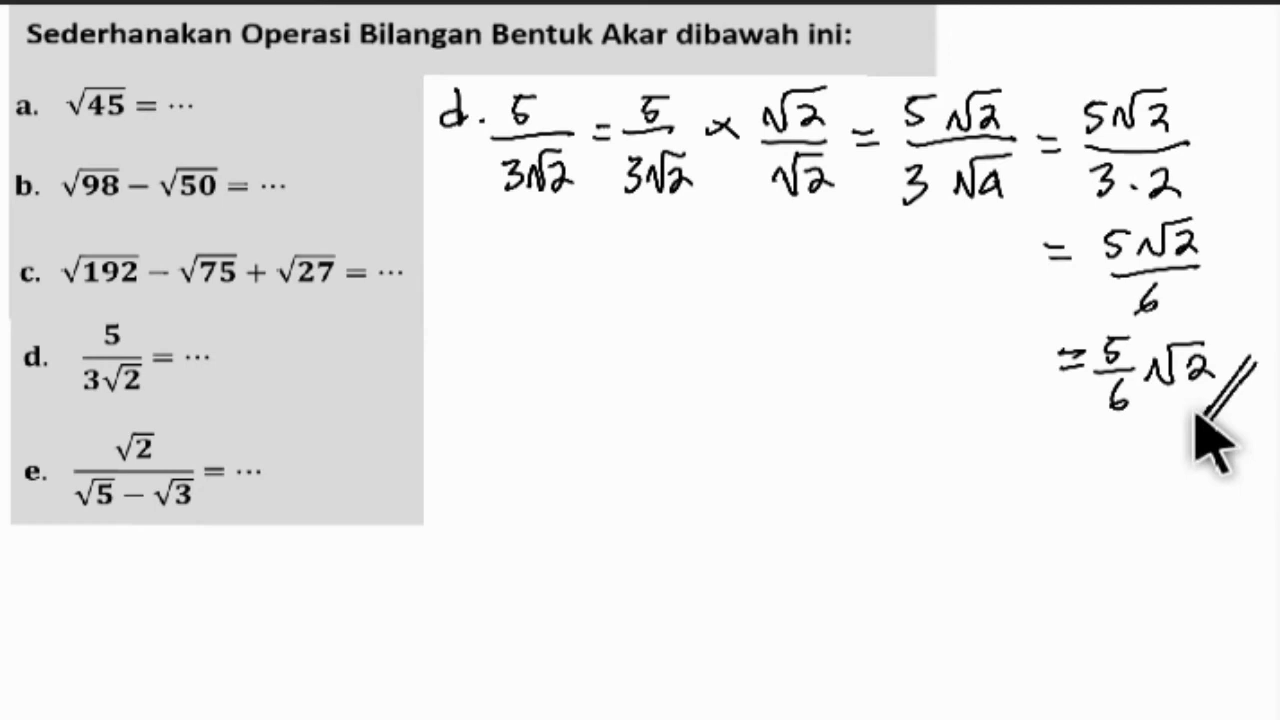 Sederhanakan Operasi Bilangan Bentuk Akar dibawah ini:
a. √45 = ⋯
b. √98 − √50 = ⋯
c. √192 − √75 + √27 = ⋯
d. 5/(3√2) = ⋯
e. √2/(√5 − √3) = ⋯
d. 5/(3√2) = 5/(3√2) × √2/√2 = 5√2/(3√4) = 5√2/(3·2)
= 5√2/6
= 5/6 √2 //